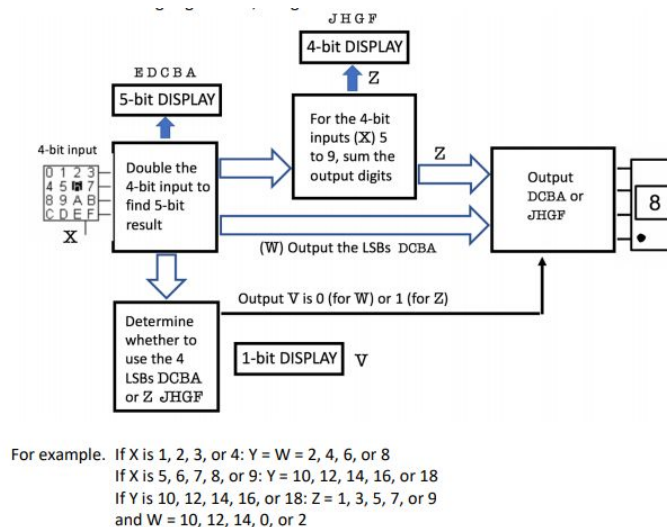 J H G F
4-bit DISPLAY
Z
E D C B A
5-bit DISPLAY
4-bit input
0 1 2 3
4 5 7
8 9 A B
C D E F
X
Double the
4-bit input to
find 5-bit
result
For the 4-bit
inputs (X) 5
to 9, sum the
output digits
Z
Output
DCBA or
JHGF
8
(W) Output the LSBs DCBA
Output V is 0 (for W) or 1 (for Z)
Determine
whether to
use the 4
LSBs DCBA
or Z JHGF
1-bit DISPLAY V
For example. If X is 1, 2, 3, or 4: Y = W = 2, 4, 6, or 8
If X is 5, 6, 7, 8, or 9: Y = 10, 12, 14, 16, or 18
If Y is 10, 12, 14, 16, or 18: Z = 1, 3, 5, 7, or 9
and W = 10, 12, 14, 0, or 2